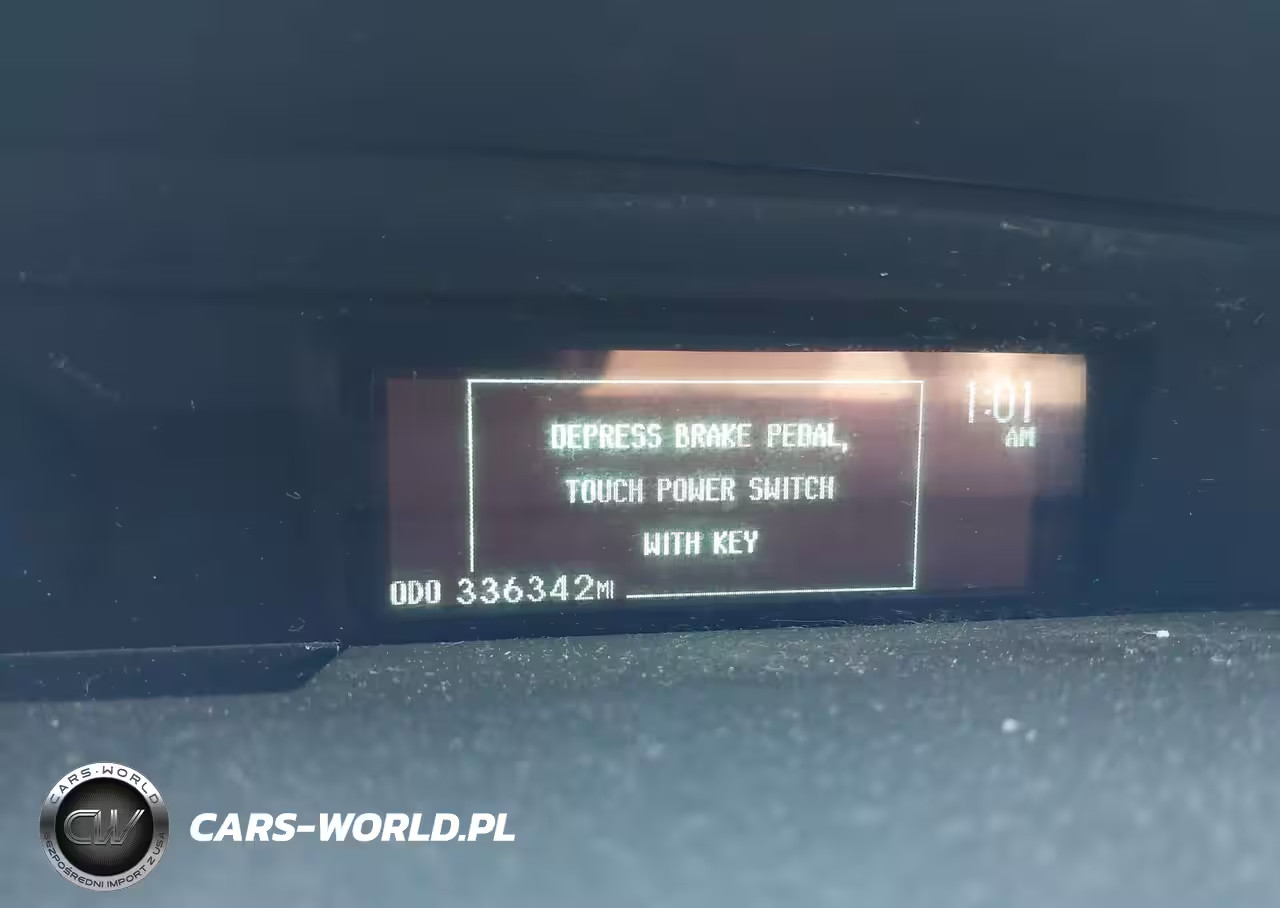 1:01
AM
DEPRESS BRAKE PEDAL,
TOUCH POWER SWITCH
WITH KEY
ODO 336342MI
CARS-WORLD
CW
BEZPOŚREDNI IMPORT Z USA
CARS-WORLD.PL